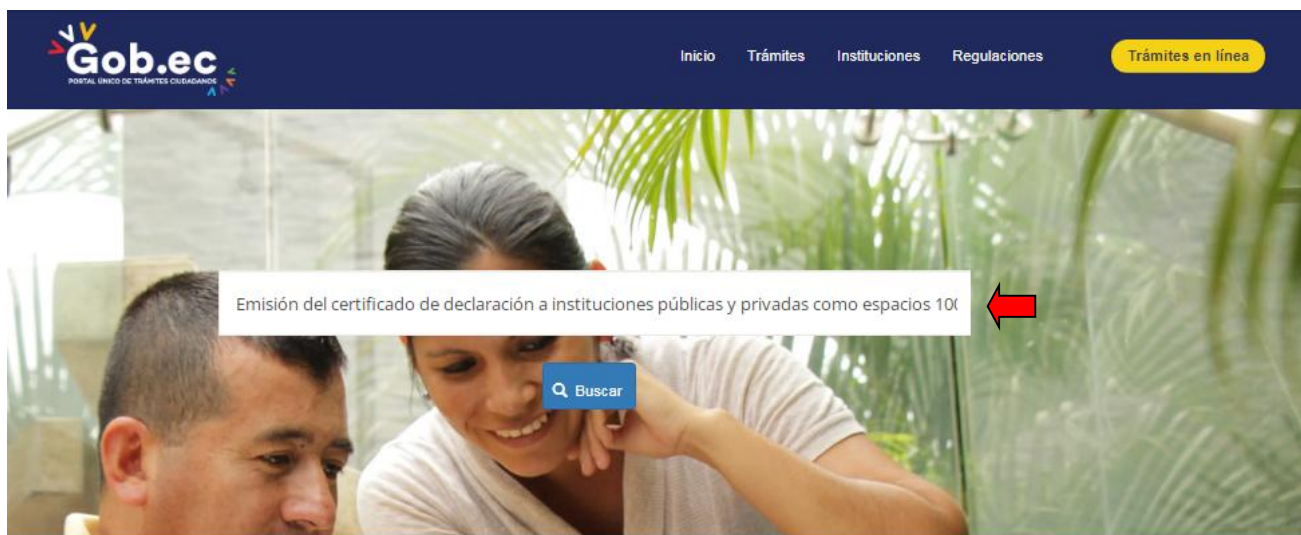 Gob.ec
PORTAL ÚNICO DE TRÁMITES CIUDADANOS
Inicio Trámites Instituciones Regulaciones Trámites en línea
Emisión del certificado de declaración a instituciones públicas y privadas como espacios 100
Buscar